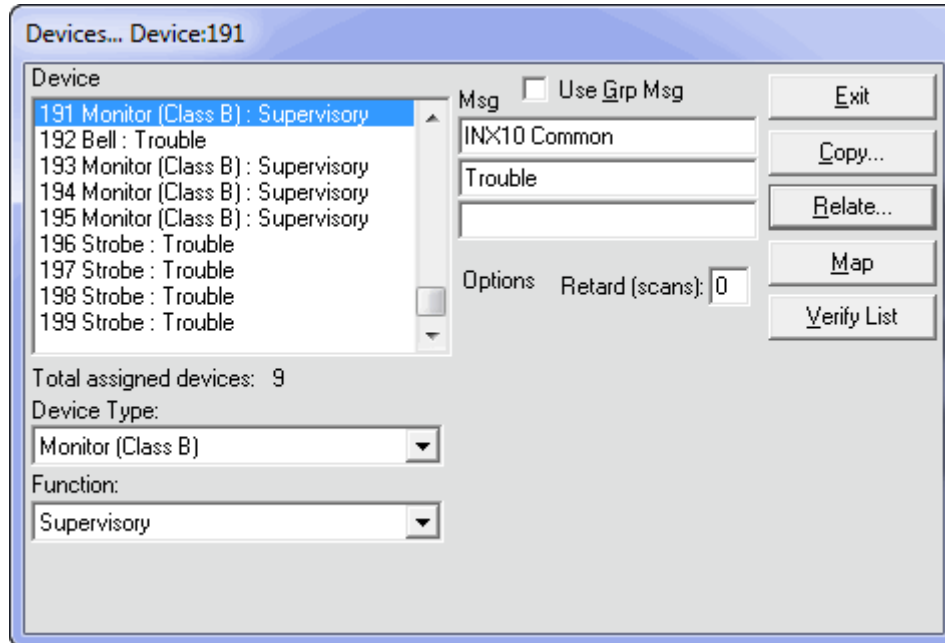 Devices... Device:191
Device
191 Monitor (Class B) : Supervisory
192 Bell : Trouble
193 Monitor (Class B) : Supervisory
194 Monitor (Class B) : Supervisory
195 Monitor (Class B) : Supervisory
196 Strobe : Trouble
197 Strobe : Trouble
198 Strobe : Trouble
199 Strobe : Trouble
Total assigned devices: 9
Device Type:
Monitor (Class B)
Function:
Supervisory
Msg Use Grp Msg
INX10 Common
Trouble
Options Retard (scans): 0
Exit
Copy...
Relate...
Map
Verify List